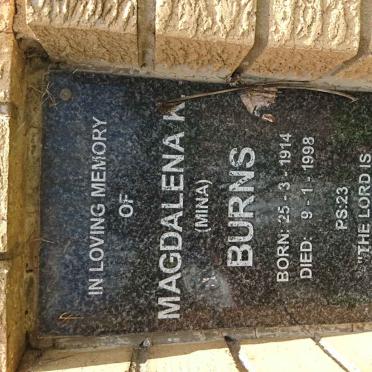 IN LOVING MEMORY
OF
MAGDALENA K.
(MINA)
BURNS
BORN: 25 - 3 - 1914
DIED: 9 - 1 - 1998
PS:23
"THE LORD IS